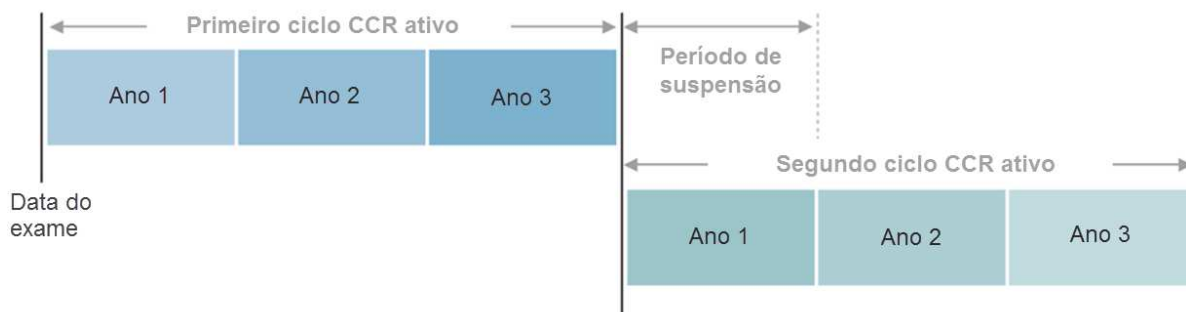 Primeiro ciclo CCR ativo
Período de
suspensão
Ano 1
Ano 2
Ano 3
Segundo ciclo CCR ativo
Data do
exame
Ano 1
Ano 2
Ano 3